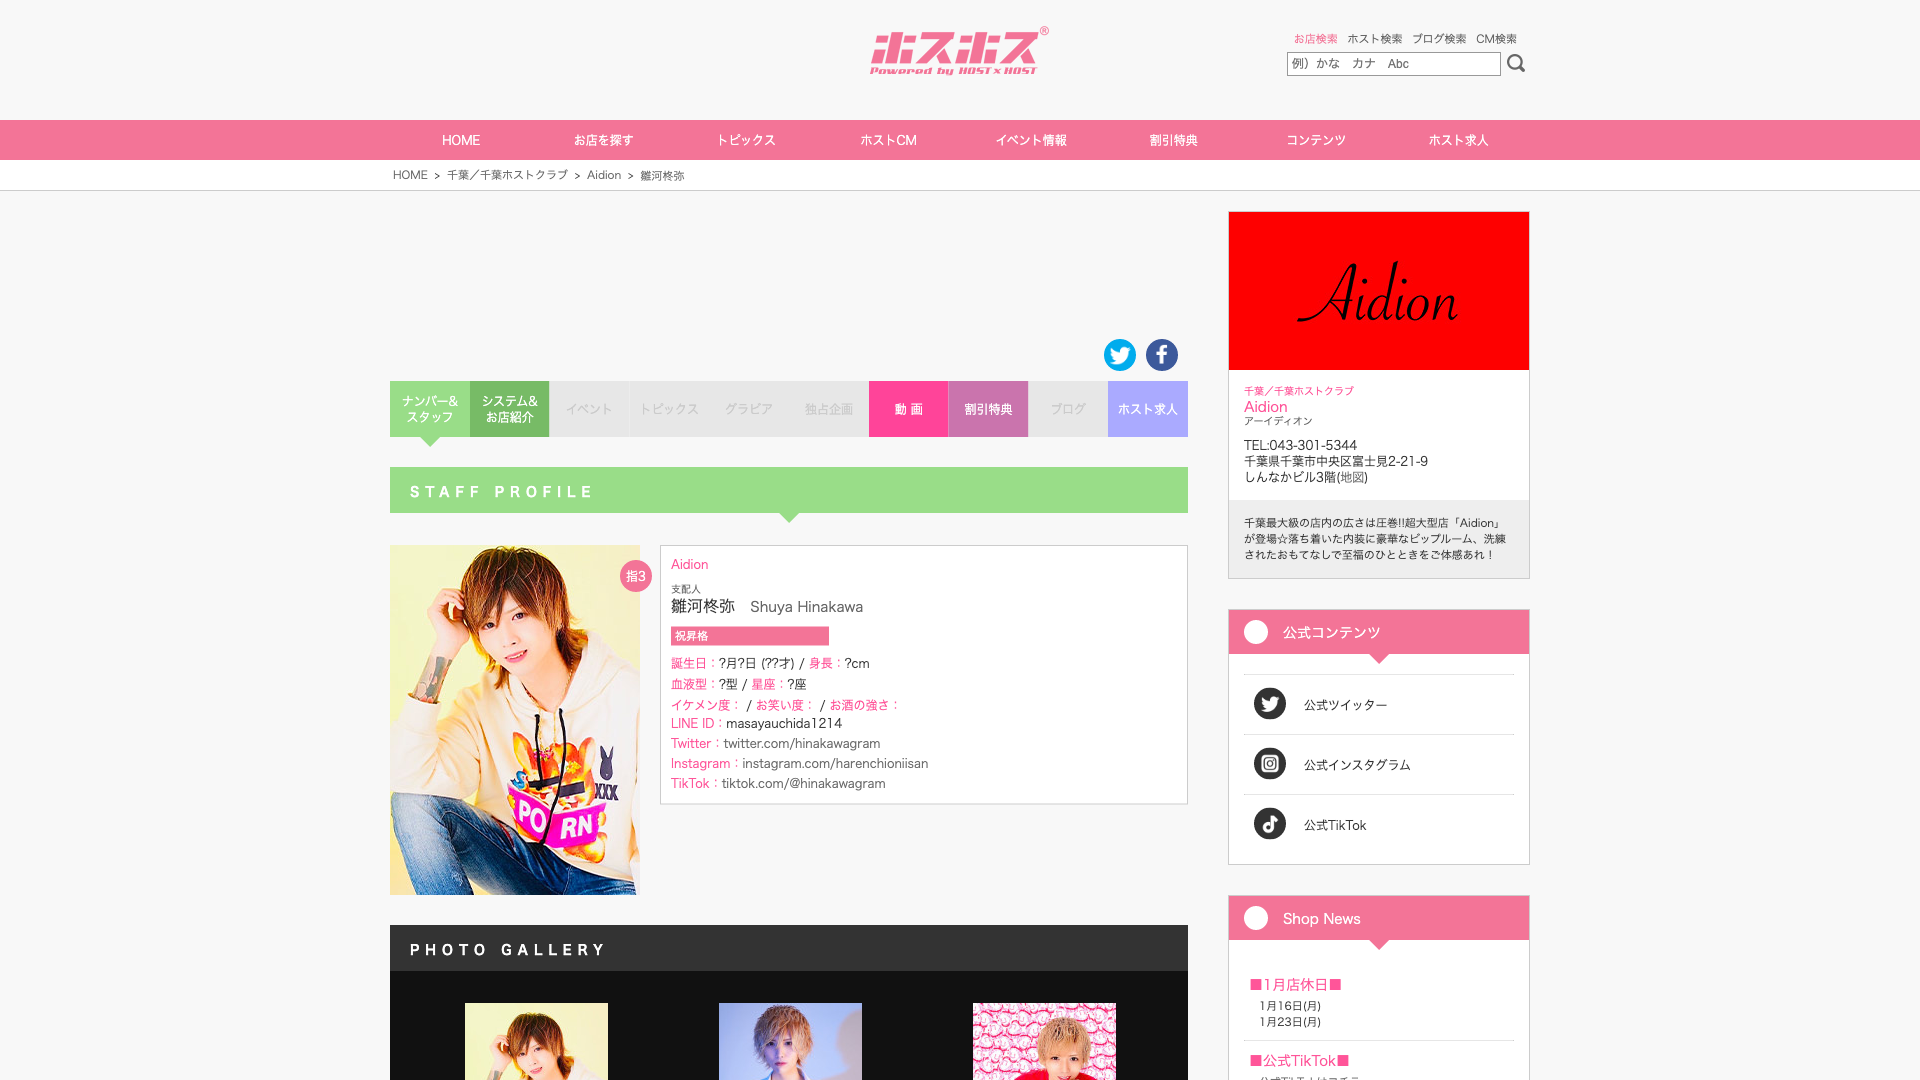 ホスホス®
Powered by HOST×HOST
お店検索 ホスト検索 ブログ検索 CM検索
例）かな カナ Abc
HOME お店を探す トピックス ホストCM イベント情報 割引特典 コンテンツ ホスト求人
HOME > 千葉／千葉ホストクラブ > Aidion > 雛河柊弥
ナンバー&
スタッフ
システム&
お店紹介
イベント
トピックス
グラビア
独占企画
動 画
割引特典
ブログ
ホスト求人
STAFF PROFILE
指3
Aidion
支配人
雛河柊弥 Shuya Hinakawa
祝昇格
誕生日：?月?日 (??才) / 身長：?cm
血液型：?型 / 星座：?座
イケメン度： / お笑い度： / お酒の強さ：
LINE ID：masayauchida1214
Twitter：twitter.com/hinakawagram
Instagram：instagram.com/harenchioniisan
TikTok：tiktok.com/@hinakawagram
XXX
PORN
PHOTO GALLERY
Aidion
千葉／千葉ホストクラブ
Aidion
アーイディオン
TEL:043-301-5344
千葉県千葉市中央区富士見2-21-9
しんなかビル3階(地図)
千葉最大級の店内の広さは圧巻!!超大型店「Aidion」
が登場☆落ち着いた内装に豪華なビップルーム、洗練
されたおもてなしで至福のひとときをご体感あれ！
公式コンテンツ
公式ツイッター
公式インスタグラム
公式TikTok
Shop News
■1月店休日■
1月16日(月)
1月23日(月)
■公式TikTok■